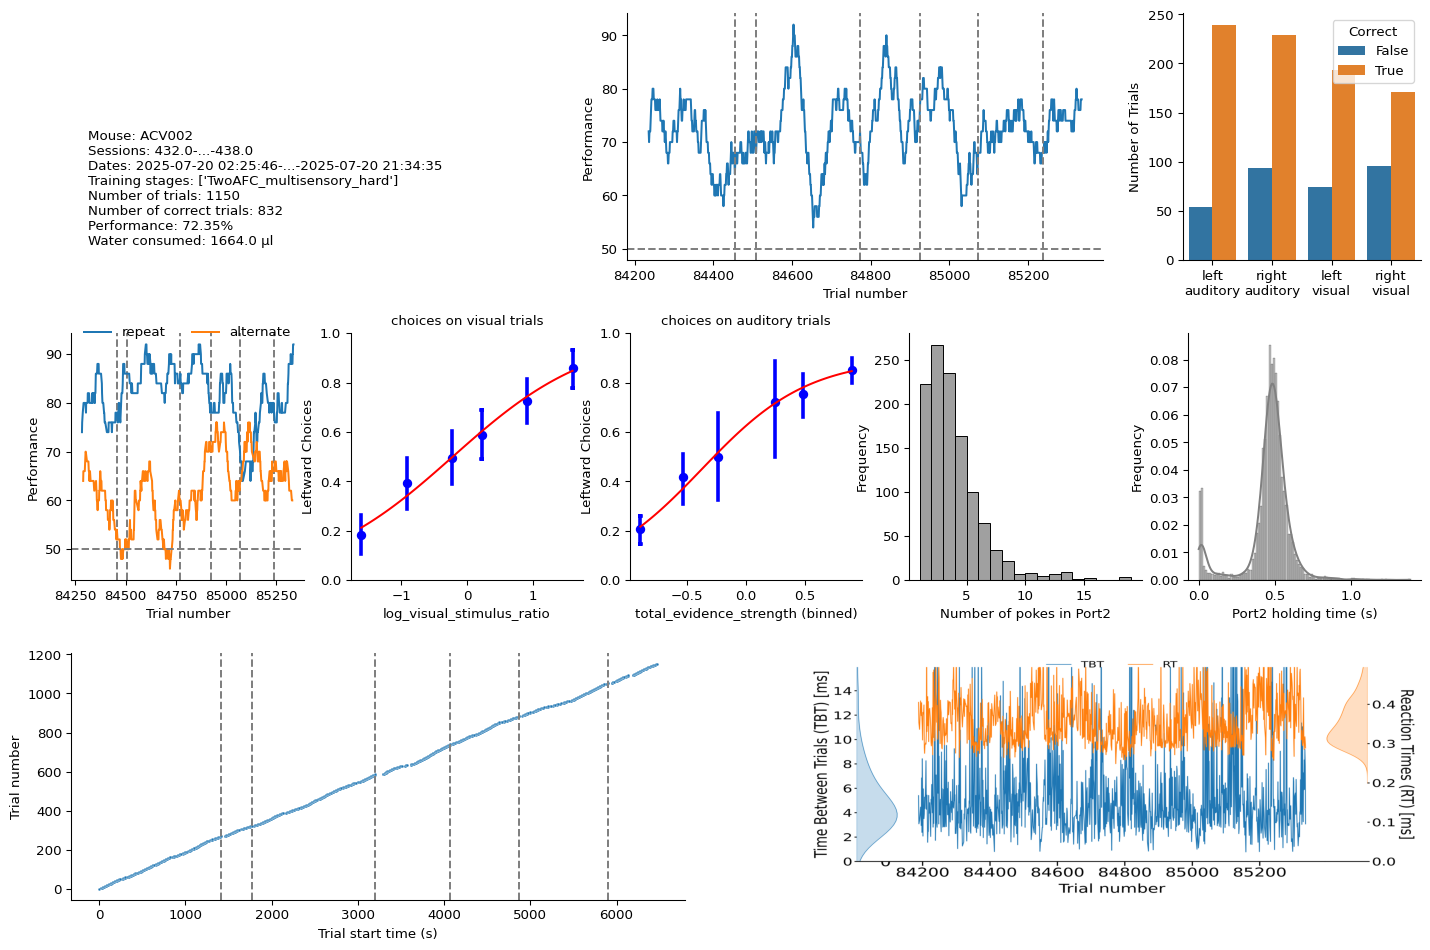 Mouse: ACV002
Sessions: 432.0-...-438.0
Dates: 2025-07-20 02:25:46-...-2025-07-20 21:34:35
Training stages: ['TwoAFC_multisensory_hard']
Number of trials: 1150
Number of correct trials: 832
Performance: 72.35%
Water consumed: 1664.0 µl
Performance
90
80
70
60
50
84200 84400 84600 84800 85000 85200
Trial number
Number of Trials
250
200
150
100
50
0
Correct
False
True
left auditory
right auditory
left visual
right visual
repeat alternate
Performance
90
80
70
60
50
84250 84500 84750 85000 85250
Trial number
choices on visual trials
Leftward Choices
1.0
0.8
0.6
0.4
0.2
0.0
−1 0 1
log_visual_stimulus_ratio
choices on auditory trials
Leftward Choices
1.0
0.8
0.6
0.4
0.2
0.0
−0.5 0.0 0.5
total_evidence_strength (binned)
Frequency
250
200
150
100
50
0
5 10 15
Number of pokes in Port2
Frequency
0.08
0.07
0.06
0.05
0.04
0.03
0.02
0.01
0.00
0.0 0.5 1.0
Port2 holding time (s)
Trial number
1200
1000
800
600
400
200
0
0 1000 2000 3000 4000 5000 6000
Trial start time (s)
TBT RT
Time Between Trials (TBT) [ms]
14
12
10
8
6
4
2
0
0
84200 84400 84600 84800 85000 85200
Trial number
0.4
0.3
0.2
0.1
0.0
Reaction Times (RT) [ms]